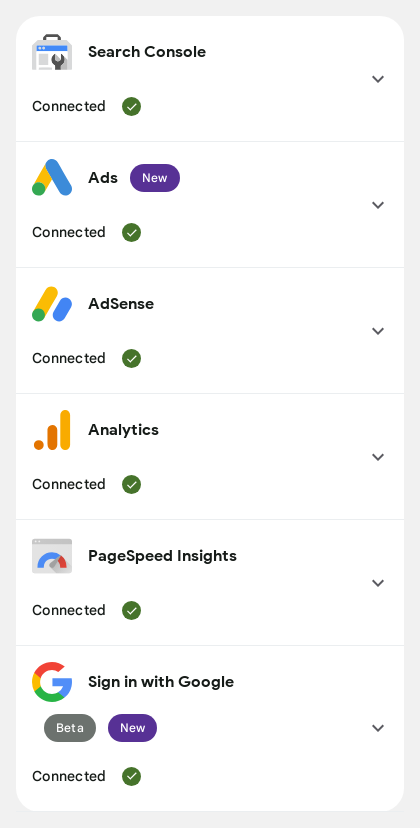 Search Console
Connected
Ads New
Connected
AdSense
Connected
Analytics
Connected
PageSpeed Insights
Connected
Sign in with Google
Beta New
Connected